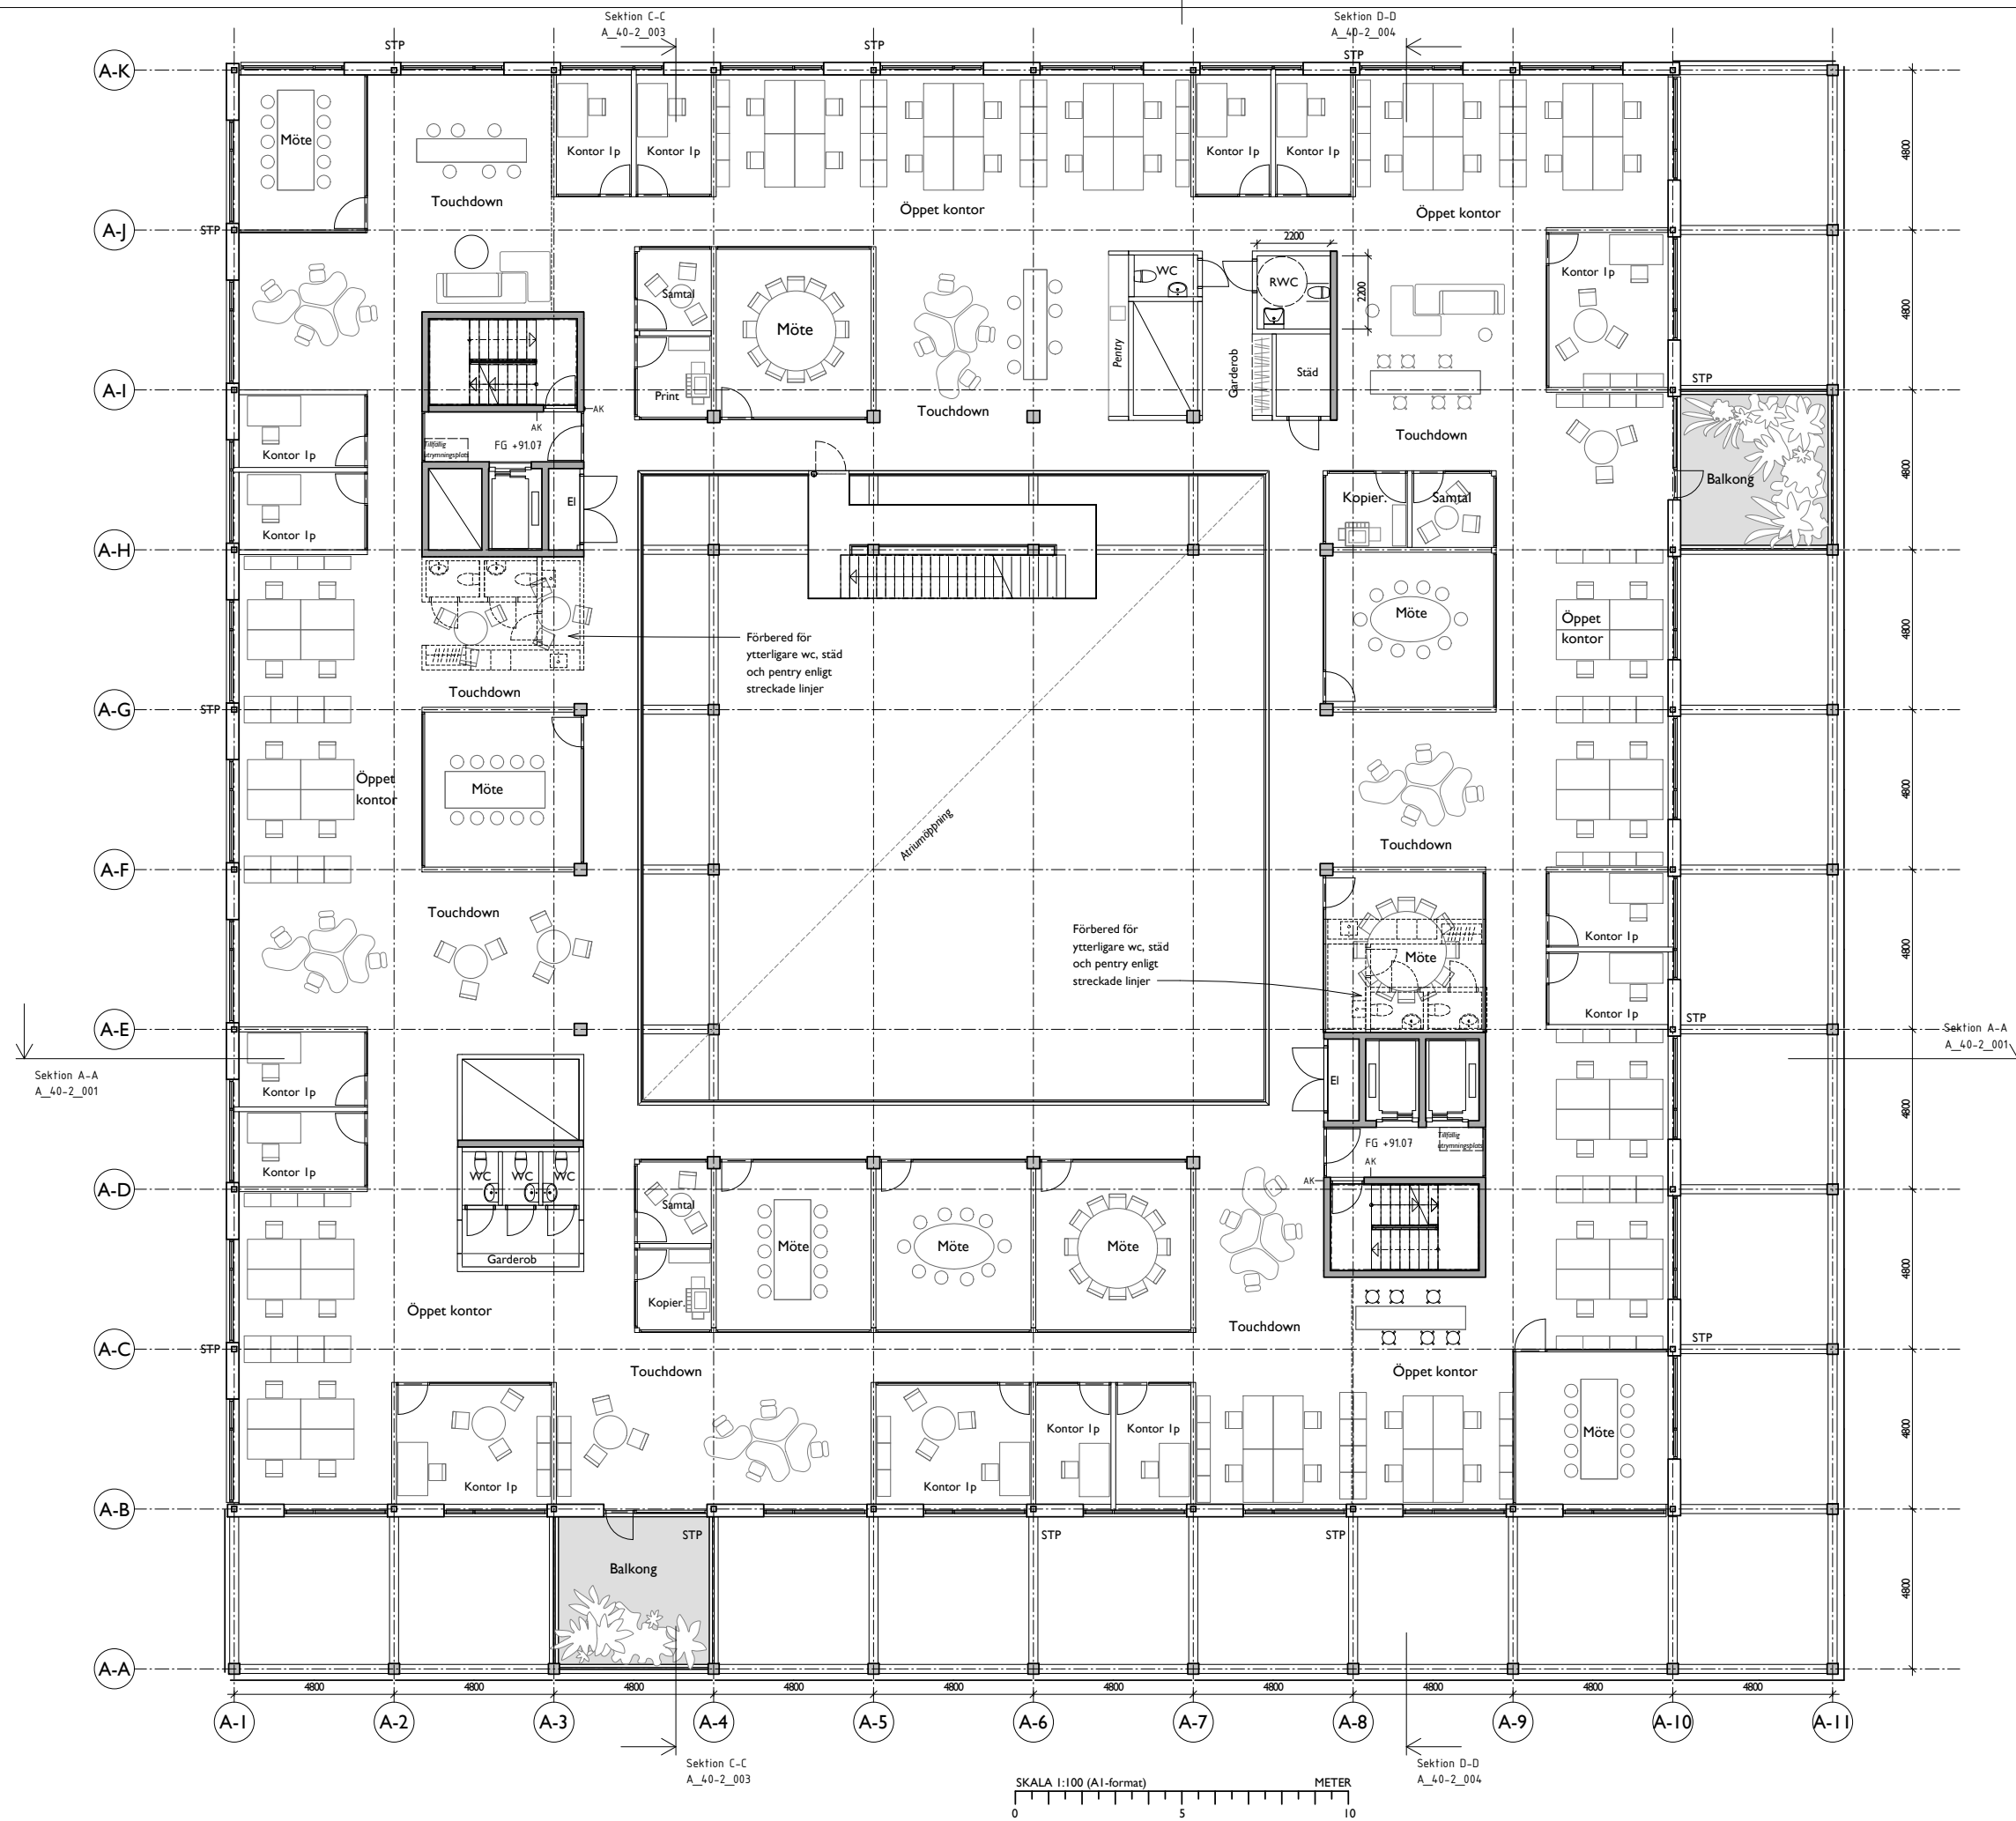 Sektion C-C
A_40-2_003
Sektion D-D
A_40-2_004
STP
STP
STP
A-K
Möte
Kontor 1p
Kontor 1p
Kontor 1p
Kontor 1p
4800
Touchdown
Öppet kontor
Öppet kontor
A-J
STP
2200
WC
RWC
2200
Kontor 1p
Samtal
Möte
4800
Pentry
Garderob
Städ
A-I
STP
Print
AK
Touchdown
AK
Touchdown
Tillfällig
utrymningsplats
FG +91.07
Kontor 1p
Balkong
4800
Kopier.
Samtal
EI
Kontor 1p
A-H
Möte
Öppet
kontor
4800
Förbered för
ytterligare wc, städ
och pentry enligt
streckade linjer
Touchdown
A-G
STP
Öppet
kontor
Möte
4800
Atriumöppning
Touchdown
A-F
Touchdown
Förbered för
ytterligare wc, städ
och pentry enligt
streckade linjer
Möte
Kontor 1p
4800
Kontor 1p
STP
A-E
Sektion A-A
A_40-2_001
Sektion A-A
A_40-2_001
Kontor 1p
EI
4800
FG +91.07
Tillfällig
utrymningsplats
AK
AK
Kontor 1p
WC
WC
WC
A-D
Samtal
Möte
Möte
Möte
4800
Garderob
Kopier.
Öppet kontor
Touchdown
A-C
STP
STP
Touchdown
Öppet kontor
Kontor 1p
Kontor 1p
Kontor 1p
Kontor 1p
Möte
4800
A-B
STP
STP
STP
Balkong
4800
A-A
4800
4800
4800
4800
4800
4800
4800
4800
4800
4800
A-1
A-2
A-3
A-4
A-5
A-6
A-7
A-8
A-9
A-10
A-11
Sektion C-C
A_40-2_003
Sektion D-D
A_40-2_004
SKALA 1:100 (A1-format)
METER
0
5
10